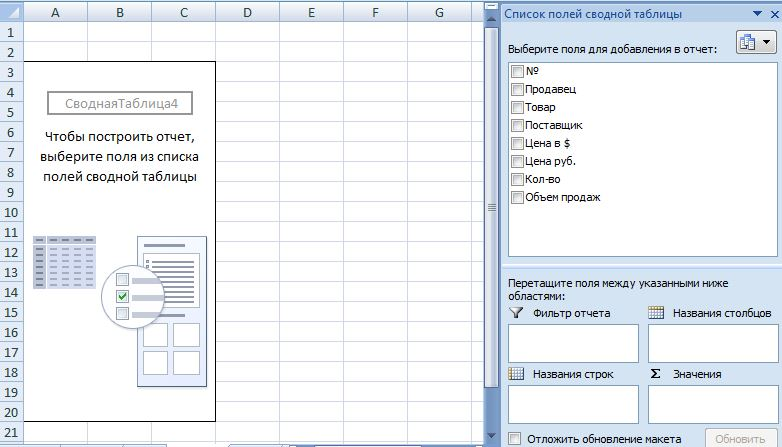 A B C D E F G
1
2
3
4
5
6
7
8
9
10
11
12
13
14
15
16
17
18
19
20
21
СводнаяТаблица4
Чтобы построить отчет,
выберите поля из списка
полей сводной таблицы
Список полей сводной таблицы
Выберите поля для добавления в отчет:
№
Продавец
Товар
Поставщик
Цена в $
Цена руб.
Кол-во
Объем продаж
Перетащите поля между указанными ниже
областями:
Фильтр отчета
Названия столбцов
Названия строк
Σ Значения
Отложить обновление макета
Обновить